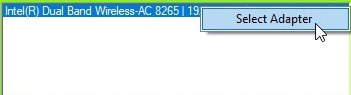 Intel(R) Dual Band Wireless-AC 8265 | 19
Select Adapter